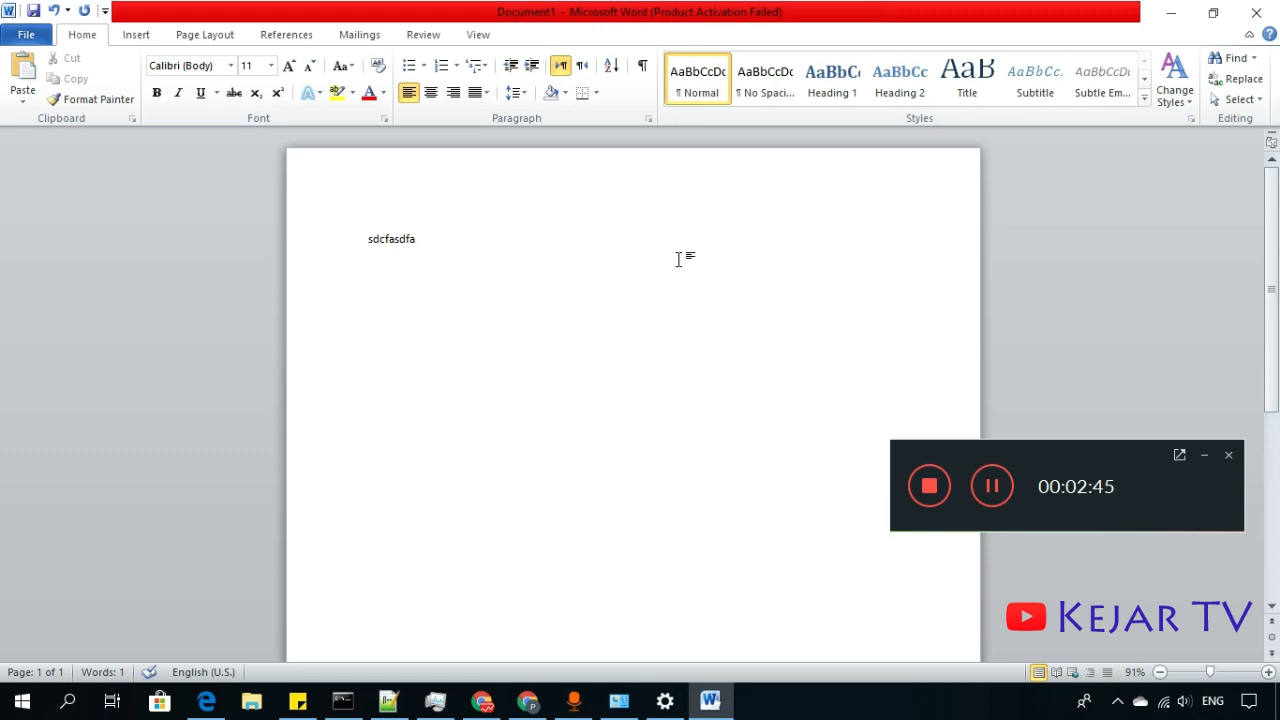 Document1 - Microsoft Word (Product Activation Failed)
File Home Insert Page Layout References Mailings Review View
Cut
Copy
Format Painter
Paste
Clipboard
Calibri (Body) 11
Font
Paragraph
AaBbCcDc AaBbCcDc AaBbC AaBbCc AaB AaBbCc. AaBbCcDc
¶ Normal ¶ No Spaci... Heading 1 Heading 2 Title Subtitle Subtle Em...
Change
Styles
Styles
Find
Replace
Select
Editing
sdcfasdfa
00:02:45
KEJAR TV
Page: 1 of 1 Words: 1 English (U.S.) 91%
ENG